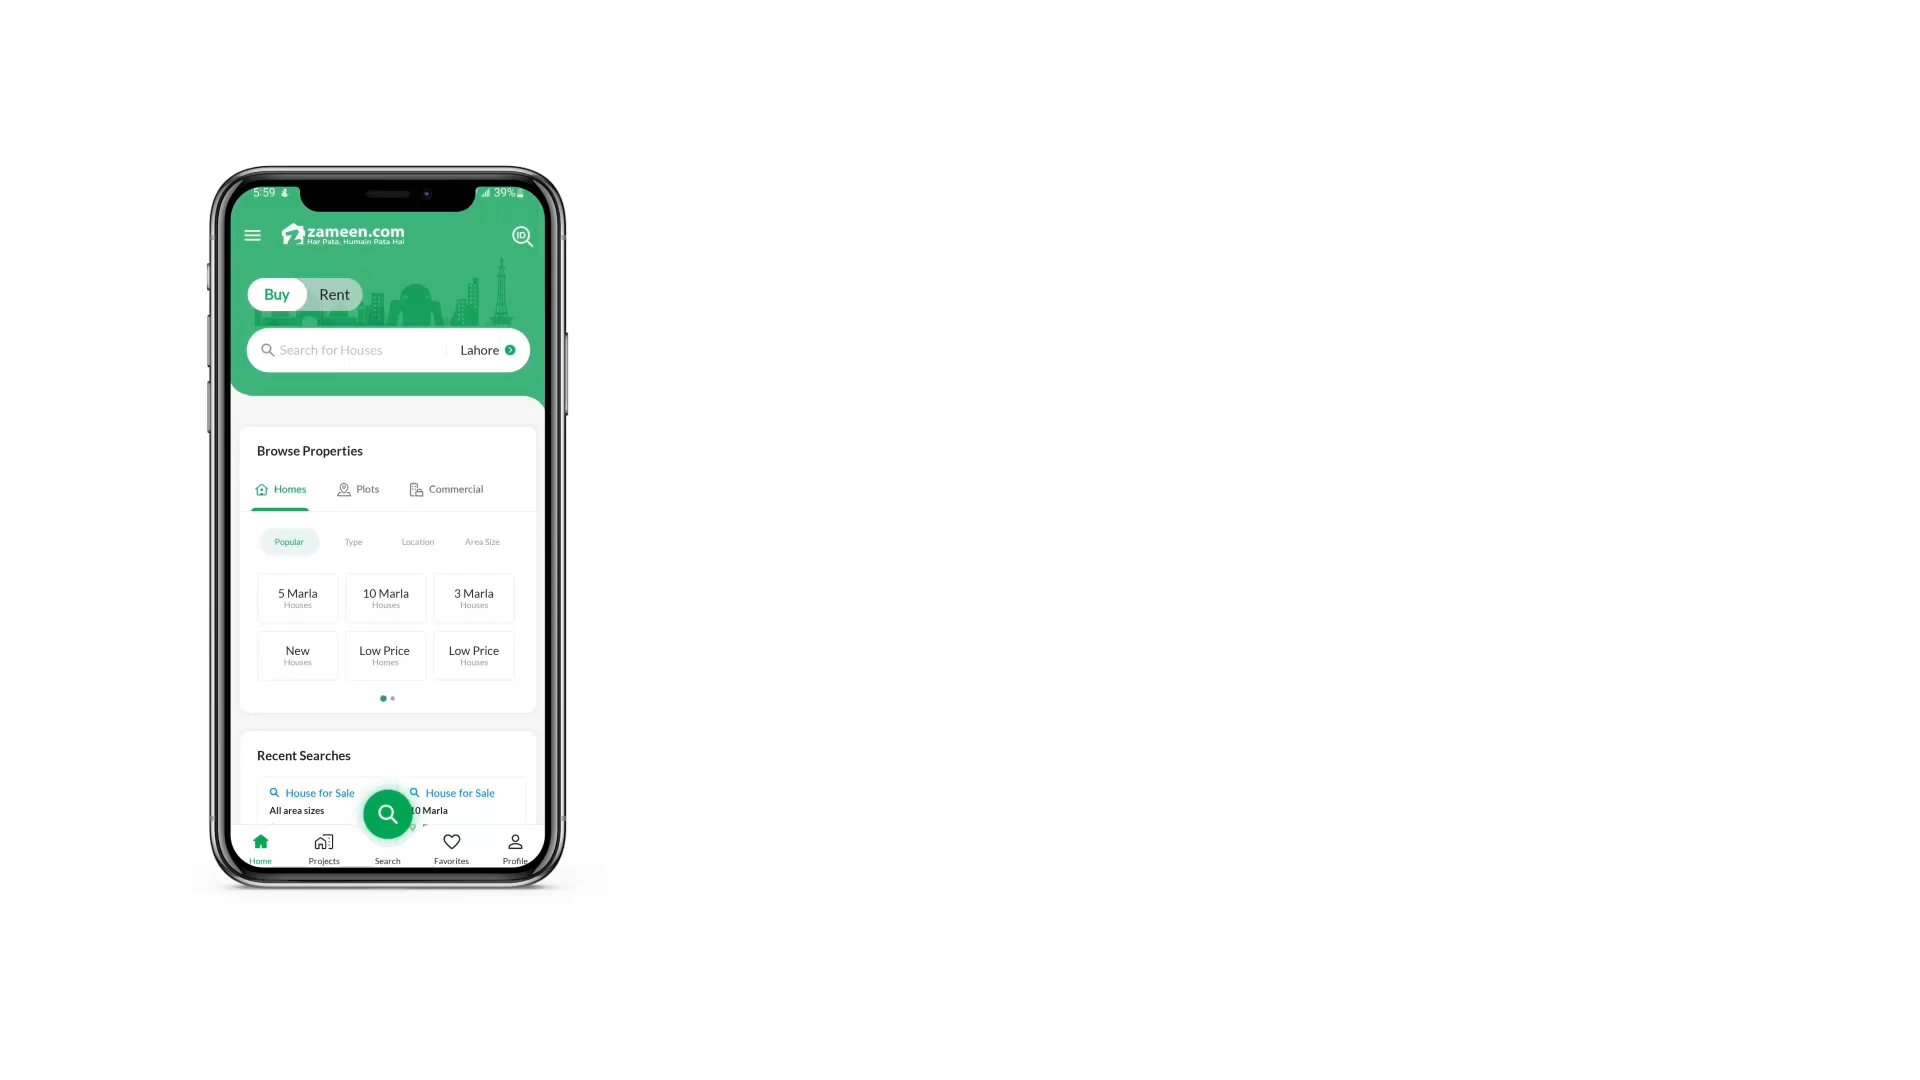 5:59
39%
zameen.com
Har Pata, Humain Pata Hai
ID
Buy Rent
Search for Houses Lahore
Browse Properties
Homes Plots Commercial
Popular Type Location Area Size
5 Marla 10 Marla 3 Marla
Houses Houses Houses
New Low Price Low Price
Houses Homes Houses
Recent Searches
House for Sale House for Sale
All area sizes 10 Marla
Home Projects Search Favorites Profile